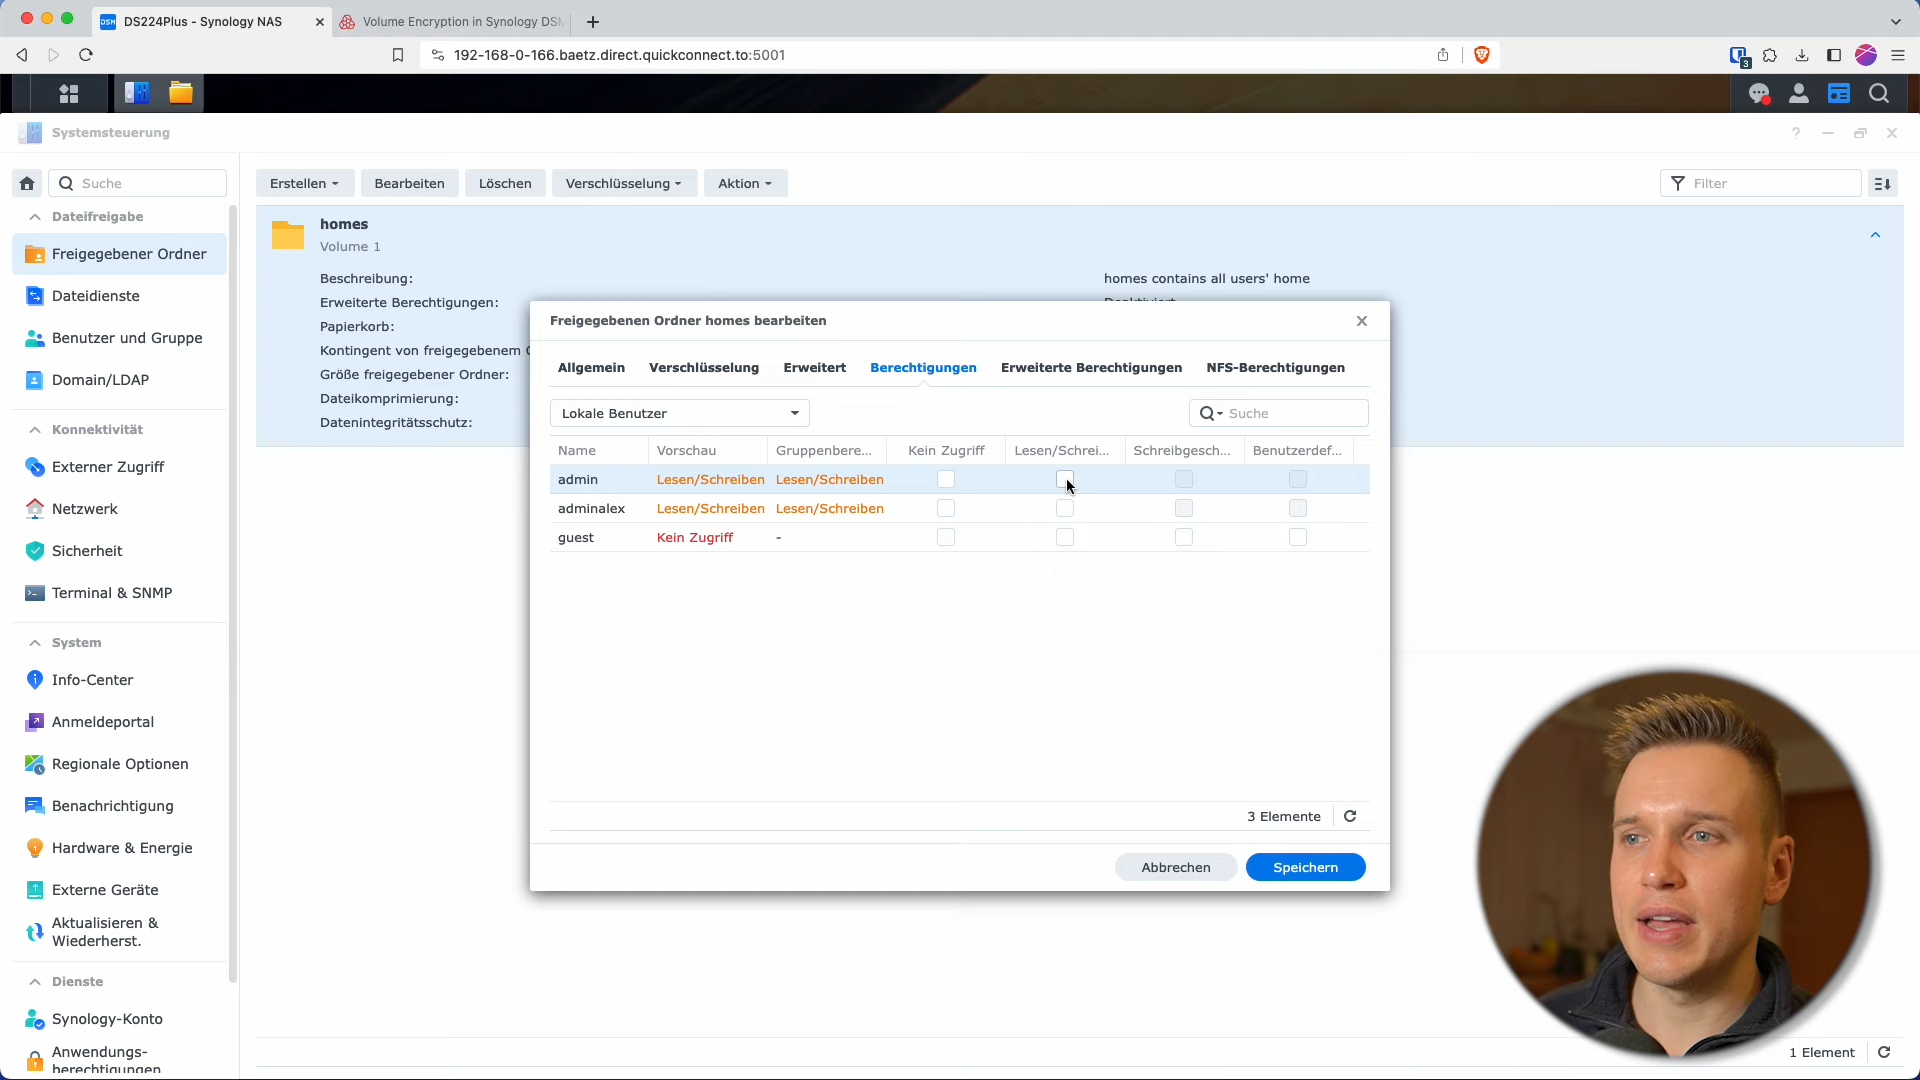 DS224Plus - Synology NAS
Volume Encryption in Synology DSM
192-168-0-166.baetz.direct.quickconnect.to:5001
3
Systemsteuerung
Suche
Erstellen
Bearbeiten
Löschen
Verschlüsselung
Aktion
Filter
Dateifreigabe
Freigegebener Ordner
Dateidienste
Benutzer und Gruppe
Domain/LDAP
Konnektivität
Externer Zugriff
Netzwerk
Sicherheit
Terminal & SNMP
System
Info-Center
Anmeldeportal
Regionale Optionen
Benachrichtigung
Hardware & Energie
Externe Geräte
Aktualisieren &
Wiederherst.
Dienste
Synology-Konto
Anwendungs-
berechtigungen
homes
Volume 1
Beschreibung:
homes contains all users' home
Erweiterte Berechtigungen:
Deaktiviert
Papierkorb:
Kontingent von freigegebenem
Größe freigegebener Ordner:
Dateikomprimierung:
Datenintegritätsschutz:
Freigegebenen Ordner homes bearbeiten
Allgemein Verschlüsselung Erweitert Berechtigungen Erweiterte Berechtigungen NFS-Berechtigungen
Lokale Benutzer
Suche
Name Vorschau Gruppenbere... Kein Zugriff Lesen/Schrei... Schreibgesch... Benutzerdef...
admin Lesen/Schreiben Lesen/Schreiben
adminalex Lesen/Schreiben Lesen/Schreiben
guest Kein Zugriff -
3 Elemente
Abbrechen Speichern
1 Element